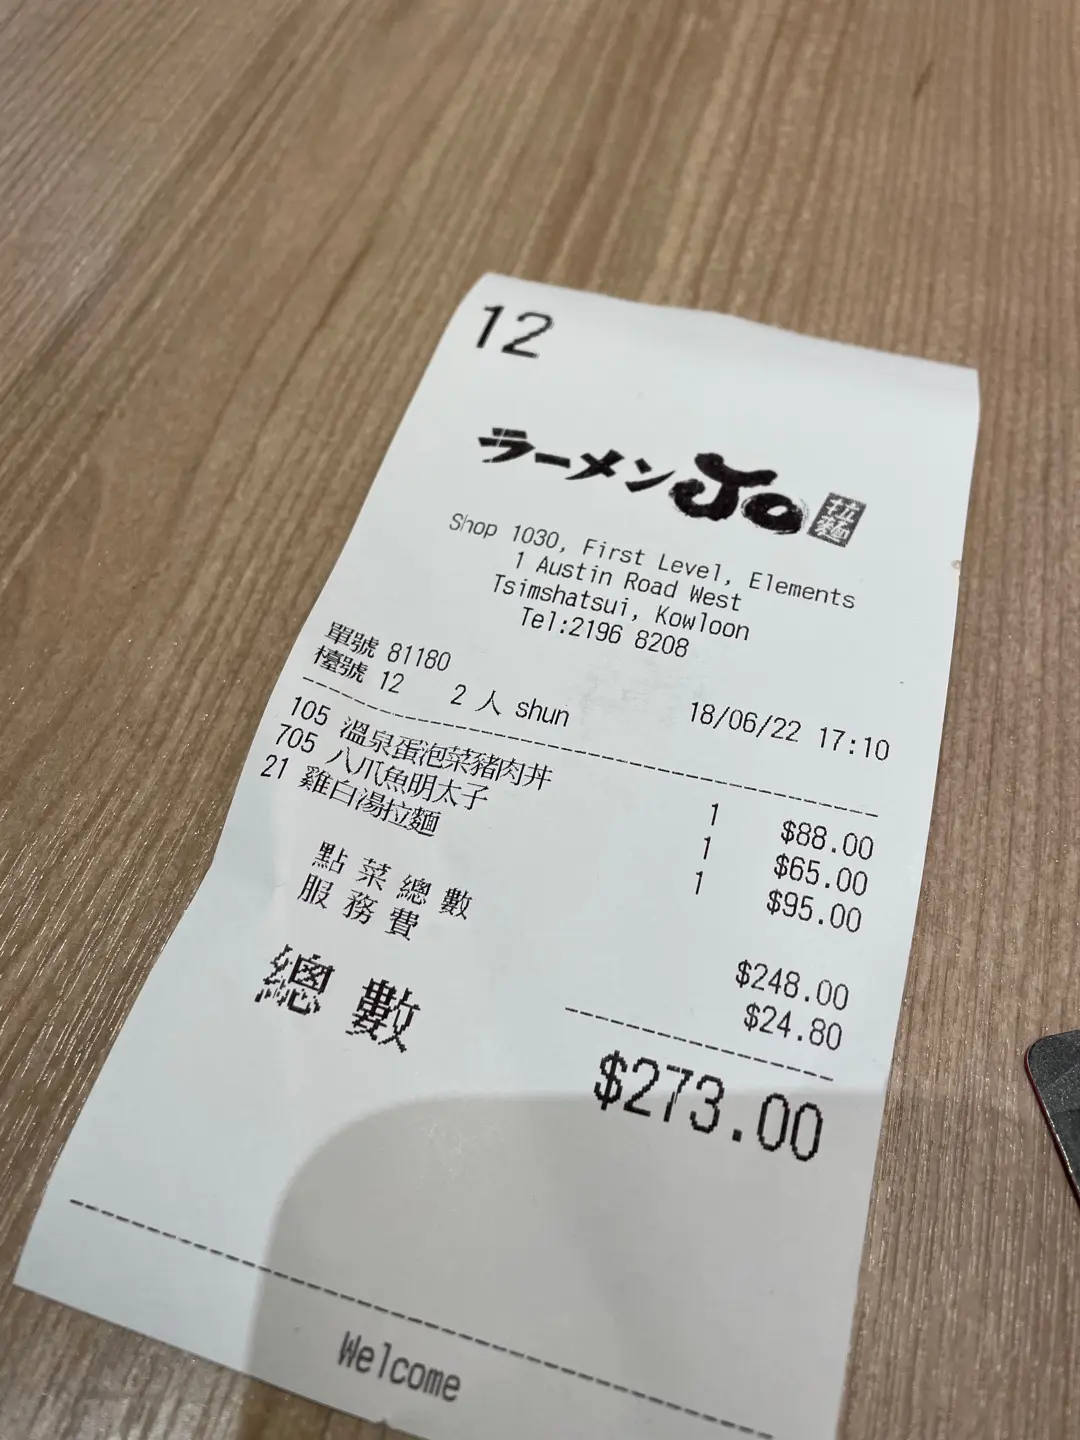 12
ラーメン JO 拉麵
Shop 1030, First Level, Elements
1 Austin Road West
Tsimshatsui, Kowloon
Tel:2196 8208
單號 81180
檯號 12 2 人 shun 18/06/22 17:10
105 溫泉蛋泡菜豬肉丼 1 $88.00
705 八爪魚明太子 1 $65.00
21 雞白湯拉麵 1 $95.00
點菜總數 $248.00
服務費 $24.80
總數 $273.00
Welcome